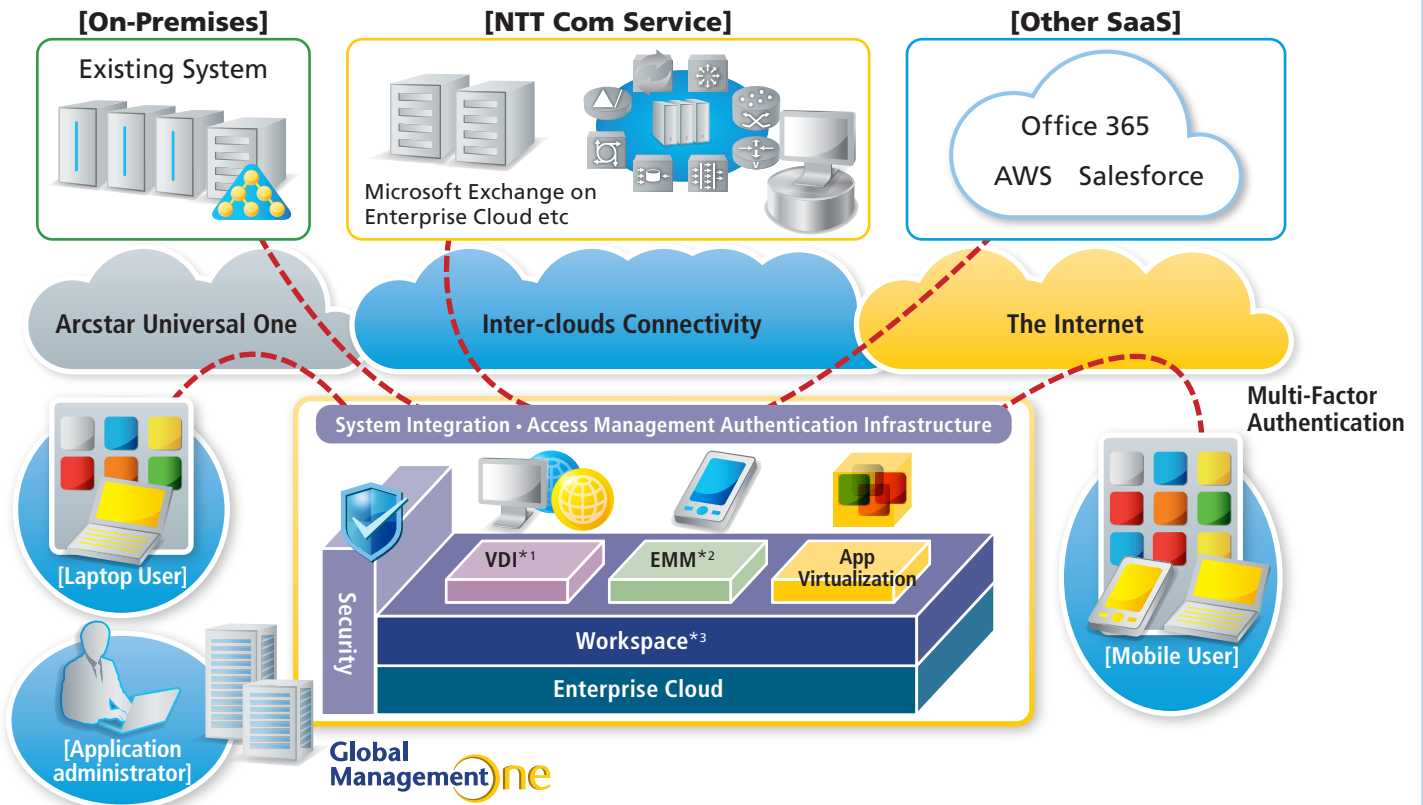 [On-Premises]
[NTT Com Service]
[Other SaaS]
Existing System
Microsoft Exchange on
Enterprise Cloud etc
Office 365
AWS Salesforce
Arcstar Universal One
Inter-clouds Connectivity
The Internet
Multi-Factor
Authentication
System Integration • Access Management Authentication Infrastructure
[Laptop User]
VDI*1
EMM*2
App
Virtualization
Security
Workspace*3
Enterprise Cloud
[Mobile User]
[Application
administrator]
Global
Management One